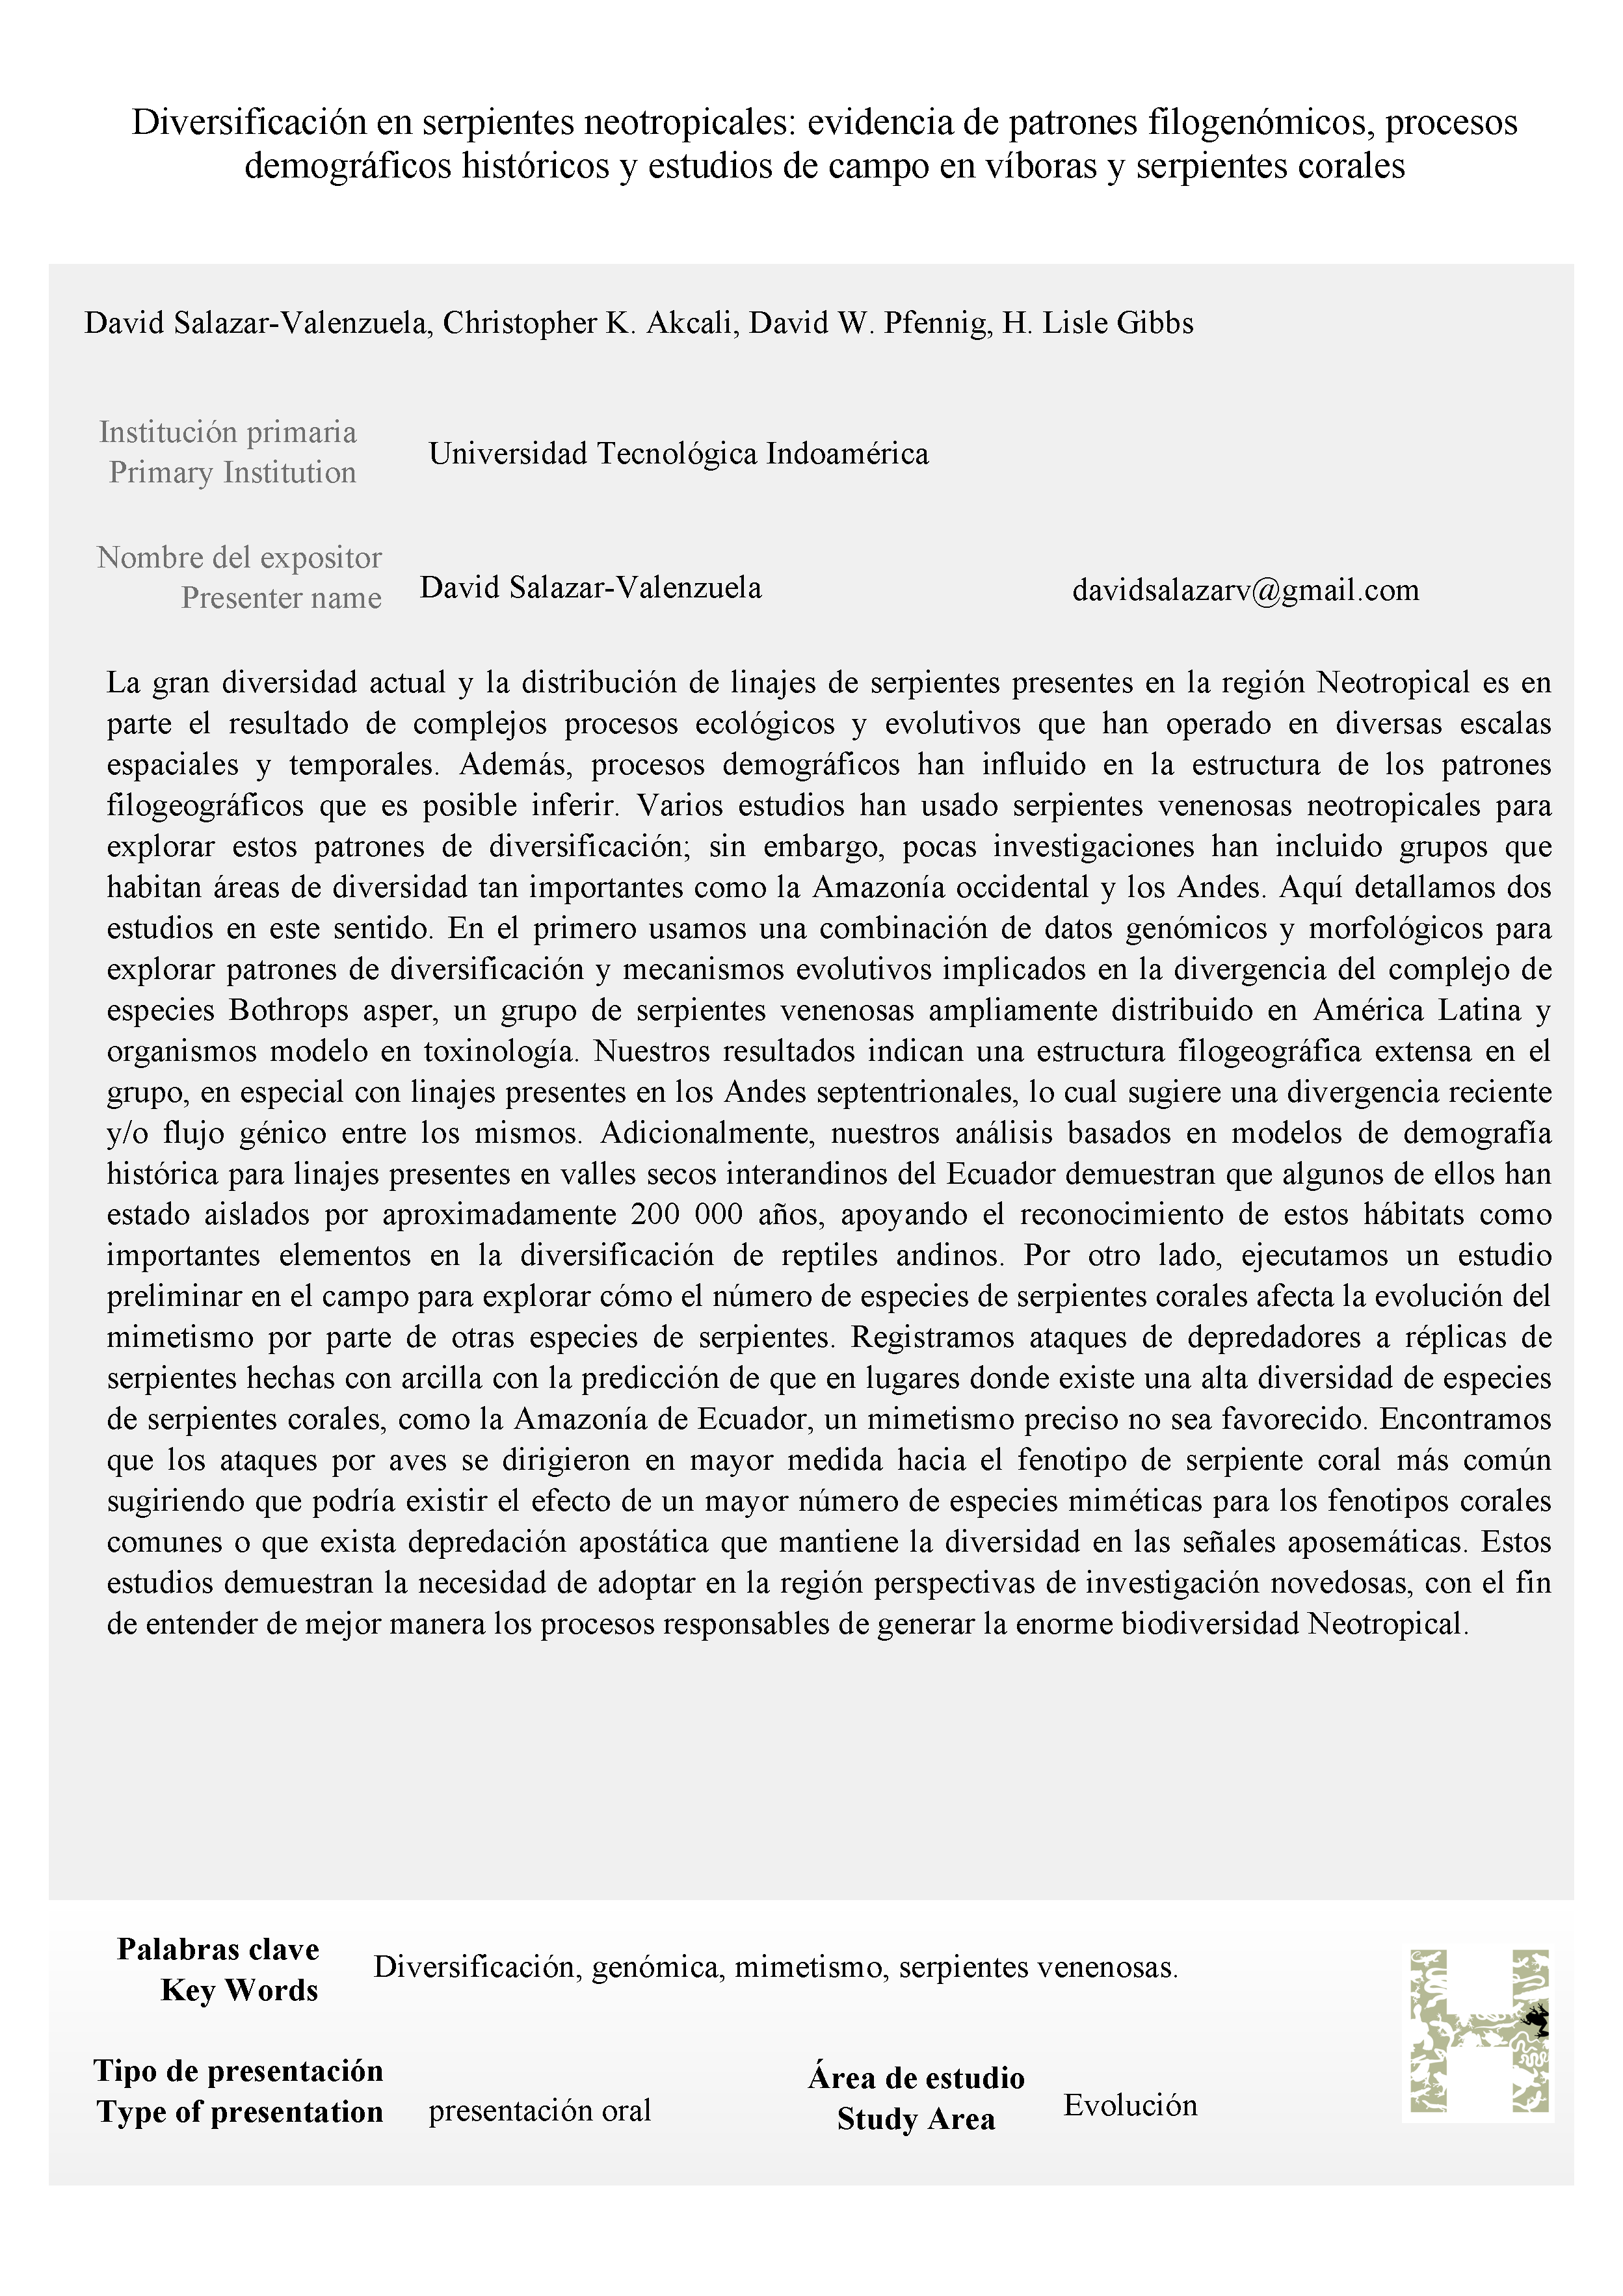 Diversificación en serpientes neotropicales: evidencia de patrones filogenómicos, procesos
demográficos históricos y estudios de campo en víboras y serpientes corales
David Salazar-Valenzuela, Christopher K. Akcali, David W. Pfennig, H. Lisle Gibbs
Institución primaria
Primary Institution
Universidad Tecnológica Indoamérica
Nombre del expositor
Presenter name
David Salazar-Valenzuela
davidsalazarv@gmail.com
La gran diversidad actual y la distribución de linajes de serpientes presentes en la región Neotropical es en
parte el resultado de complejos procesos ecológicos y evolutivos que han operado en diversas escalas
espaciales y temporales. Además, procesos demográficos han influido en la estructura de los patrones
filogeográficos que es posible inferir. Varios estudios han usado serpientes venenosas neotropicales para
explorar estos patrones de diversificación; sin embargo, pocas investigaciones han incluido grupos que
habitan áreas de diversidad tan importantes como la Amazonía occidental y los Andes. Aquí detallamos dos
estudios en este sentido. En el primero usamos una combinación de datos genómicos y morfológicos para
explorar patrones de diversificación y mecanismos evolutivos implicados en la divergencia del complejo de
especies Bothrops asper, un grupo de serpientes venenosas ampliamente distribuido en América Latina y
organismos modelo en toxinología. Nuestros resultados indican una estructura filogeográfica extensa en el
grupo, en especial con linajes presentes en los Andes septentrionales, lo cual sugiere una divergencia reciente
y/o flujo génico entre los mismos. Adicionalmente, nuestros análisis basados en modelos de demografía
histórica para linajes presentes en valles secos interandinos del Ecuador demuestran que algunos de ellos han
estado aislados por aproximadamente 200 000 años, apoyando el reconocimiento de estos hábitats como
importantes elementos en la diversificación de reptiles andinos. Por otro lado, ejecutamos un estudio
preliminar en el campo para explorar cómo el número de especies de serpientes corales afecta la evolución del
mimetismo por parte de otras especies de serpientes. Registramos ataques de depredadores a réplicas de
serpientes hechas con arcilla con la predicción de que en lugares donde existe una alta diversidad de especies
de serpientes corales, como la Amazonía de Ecuador, un mimetismo preciso no sea favorecido. Encontramos
que los ataques por aves se dirigieron en mayor medida hacia el fenotipo de serpiente coral más común
sugiriendo que podría existir el efecto de un mayor número de especies miméticas para los fenotipos corales
comunes o que exista depredación apostática que mantiene la diversidad en las señales aposemáticas. Estos
estudios demuestran la necesidad de adoptar en la región perspectivas de investigación novedosas, con el fin
de entender de mejor manera los procesos responsables de generar la enorme biodiversidad Neotropical.
Palabras clave
Key Words
Diversificación, genómica, mimetismo, serpientes venenosas.
Tipo de presentación
Type of presentation
presentación oral
Área de estudio
Study Area
Evolución
H